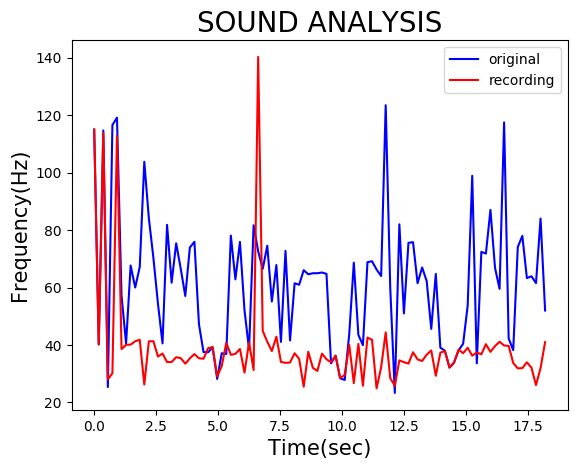 SOUND ANALYSIS
original
recording
Frequency(Hz)
140
120
100
80
60
40
20
0.0 2.5 5.0 7.5 10.0 12.5 15.0 17.5
Time(sec)